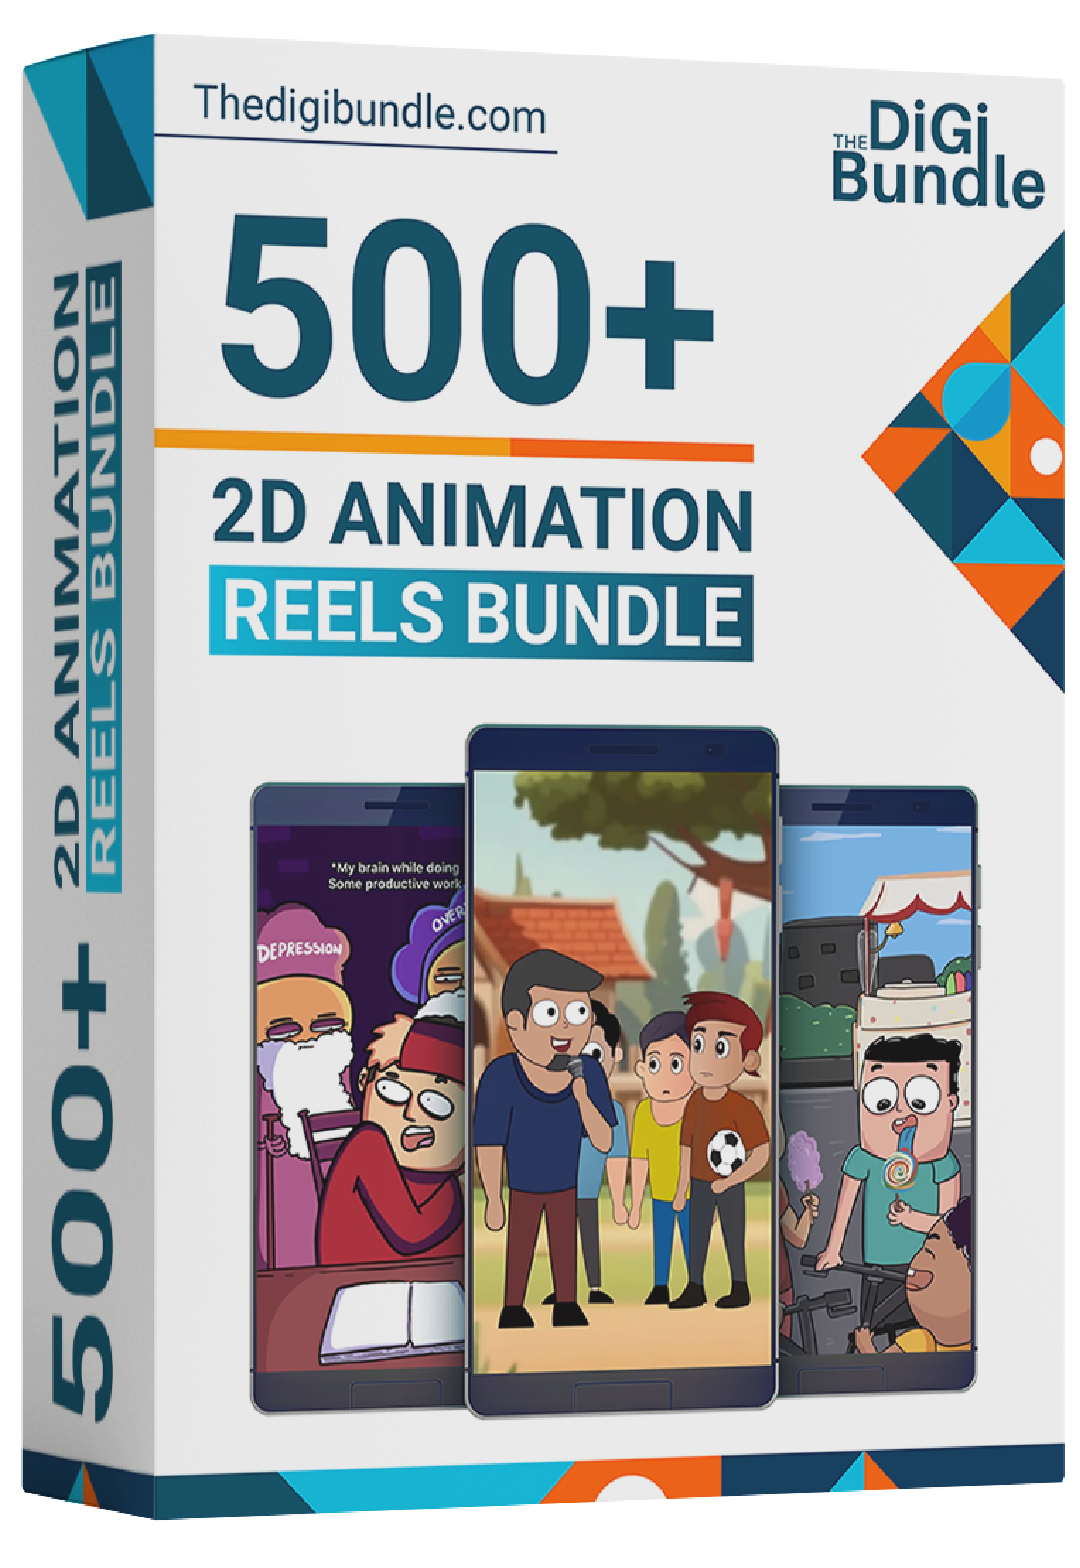 Thedigibundle.com
THE DiGi
Bundle
500+
2D ANIMATION
REELS BUNDLE
*My brain while doing
Some productive work
DEPRESSION
OVER
500+ 2D ANIMATION
REELS BUNDLE